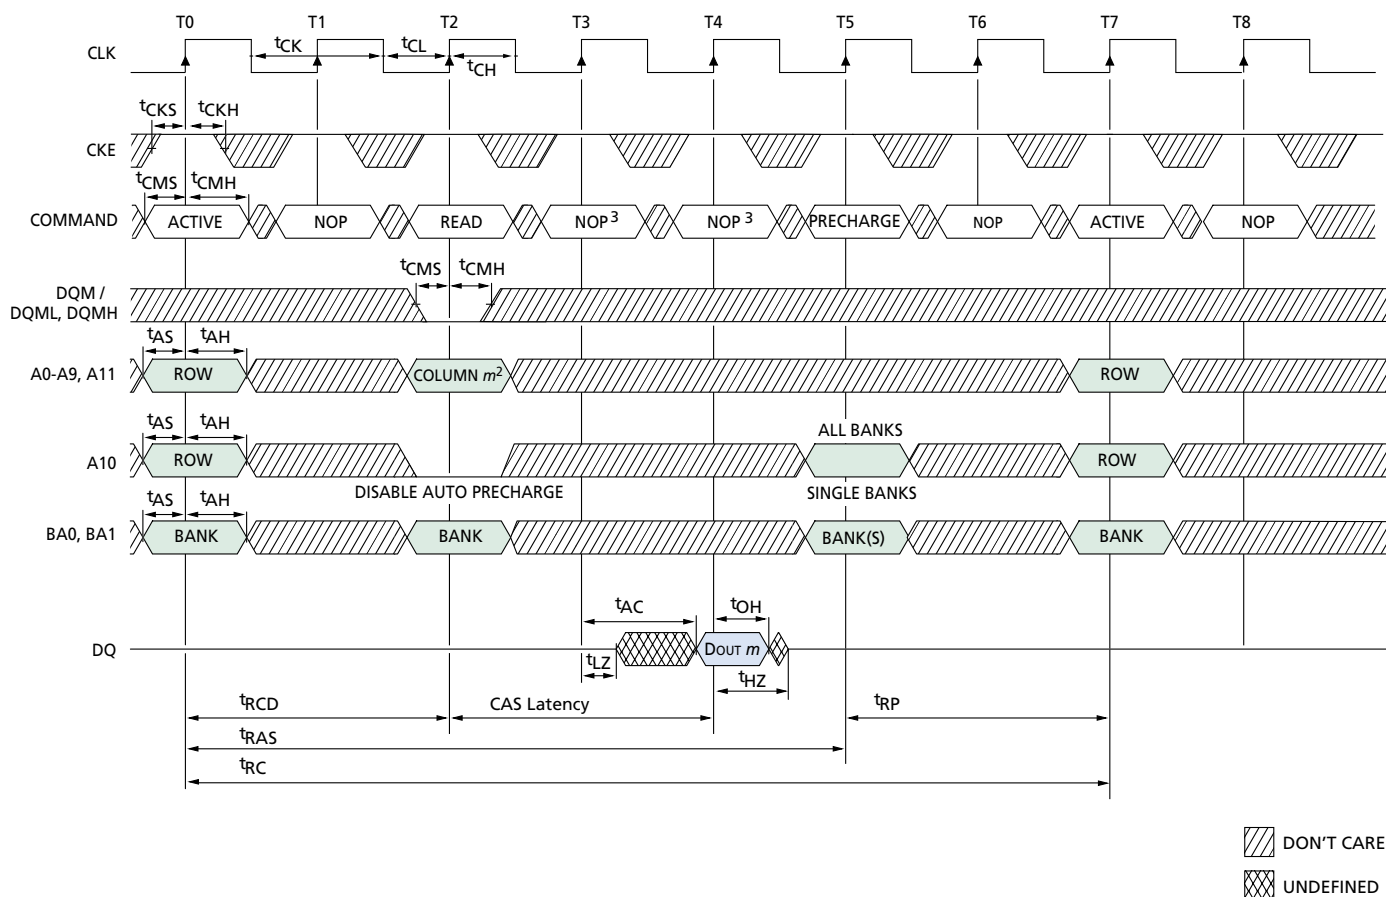 T0 T1 T2 T3 T4 T5 T6 T7 T8
CLK tCK tCL tCH
tCKS tCKH
CKE
tCMS tCMH
COMMAND ACTIVE NOP READ NOP 3 NOP 3 PRECHARGE NOP ACTIVE NOP
tCMS tCMH
DQM /
DQML, DQMH
tAS tAH
A0-A9, A11 ROW COLUMN m2 ROW
tAS tAH
ALL BANKS
A10 ROW ROW
DISABLE AUTO PRECHARGE SINGLE BANKS
tAS tAH
BA0, BA1 BANK BANK BANK(S) BANK
tAC tOH
DQ DOUT m
tLZ tHZ
tRCD CAS Latency tRP
tRAS
tRC
DON'T CARE
UNDEFINED